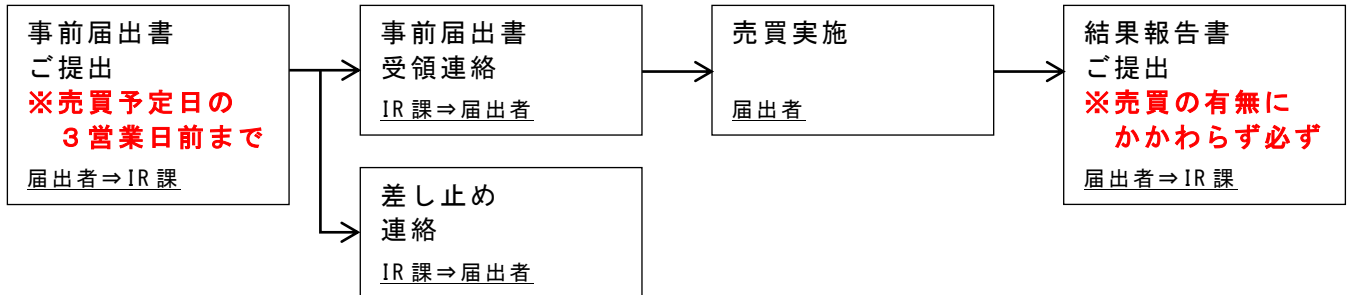 事前届出書
ご提出
※売買予定日の
３営業日前まで
届出者⇒IR課
事前届出書
受領連絡
IR課⇒届出者
差し止め
連絡
IR課⇒届出者
売買実施
届出者
結果報告書
ご提出
※売買の有無に
かかわらず必ず
届出者⇒IR課